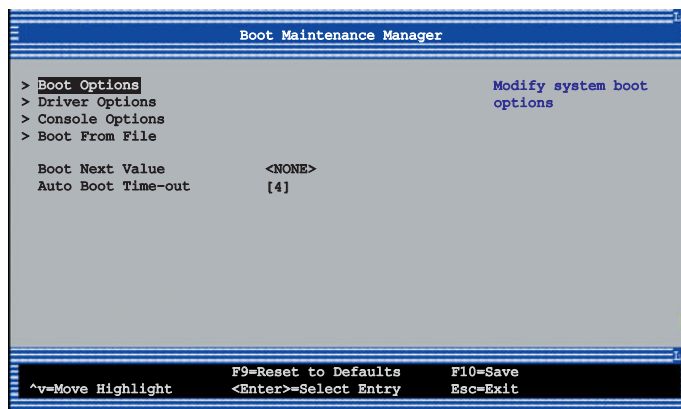 Boot Maintenance Manager
> Boot Options
> Driver Options
> Console Options
> Boot From File
Modify system boot
options
Boot Next Value <NONE>
Auto Boot Time-out [4]
F9=Reset to Defaults F10=Save
^v=Move Highlight <Enter>=Select Entry Esc=Exit